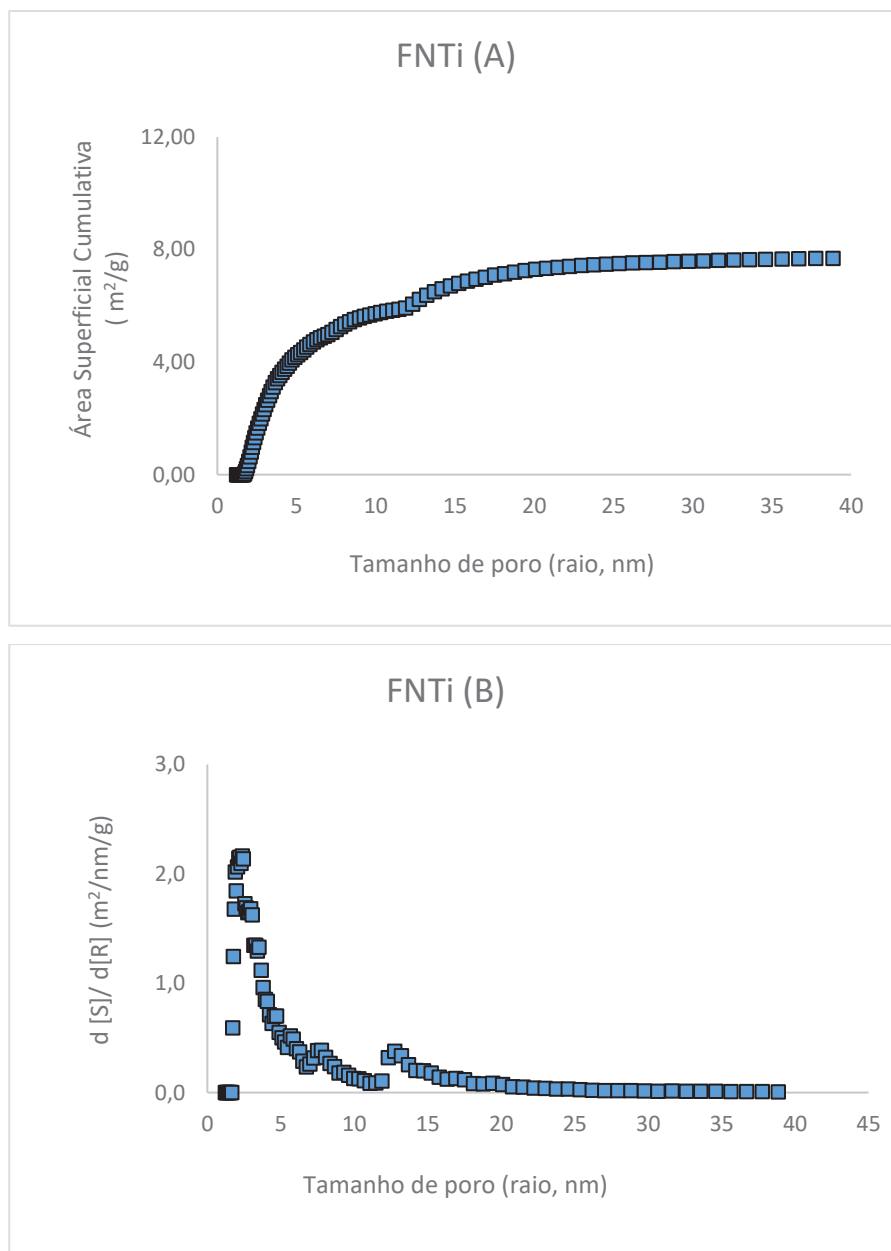 FNTi (A)
Área Superficial Cumulativa
( m²/g)
12,00
8,00
4,00
0,00
0 5 10 15 20 25 30 35 40
Tamanho de poro (raio, nm)
FNTi (B)
d [S]/ d[R] (m²/nm/g)
3,0
2,0
1,0
0,0
0 5 10 15 20 25 30 35 40 45
Tamanho de poro (raio, nm)